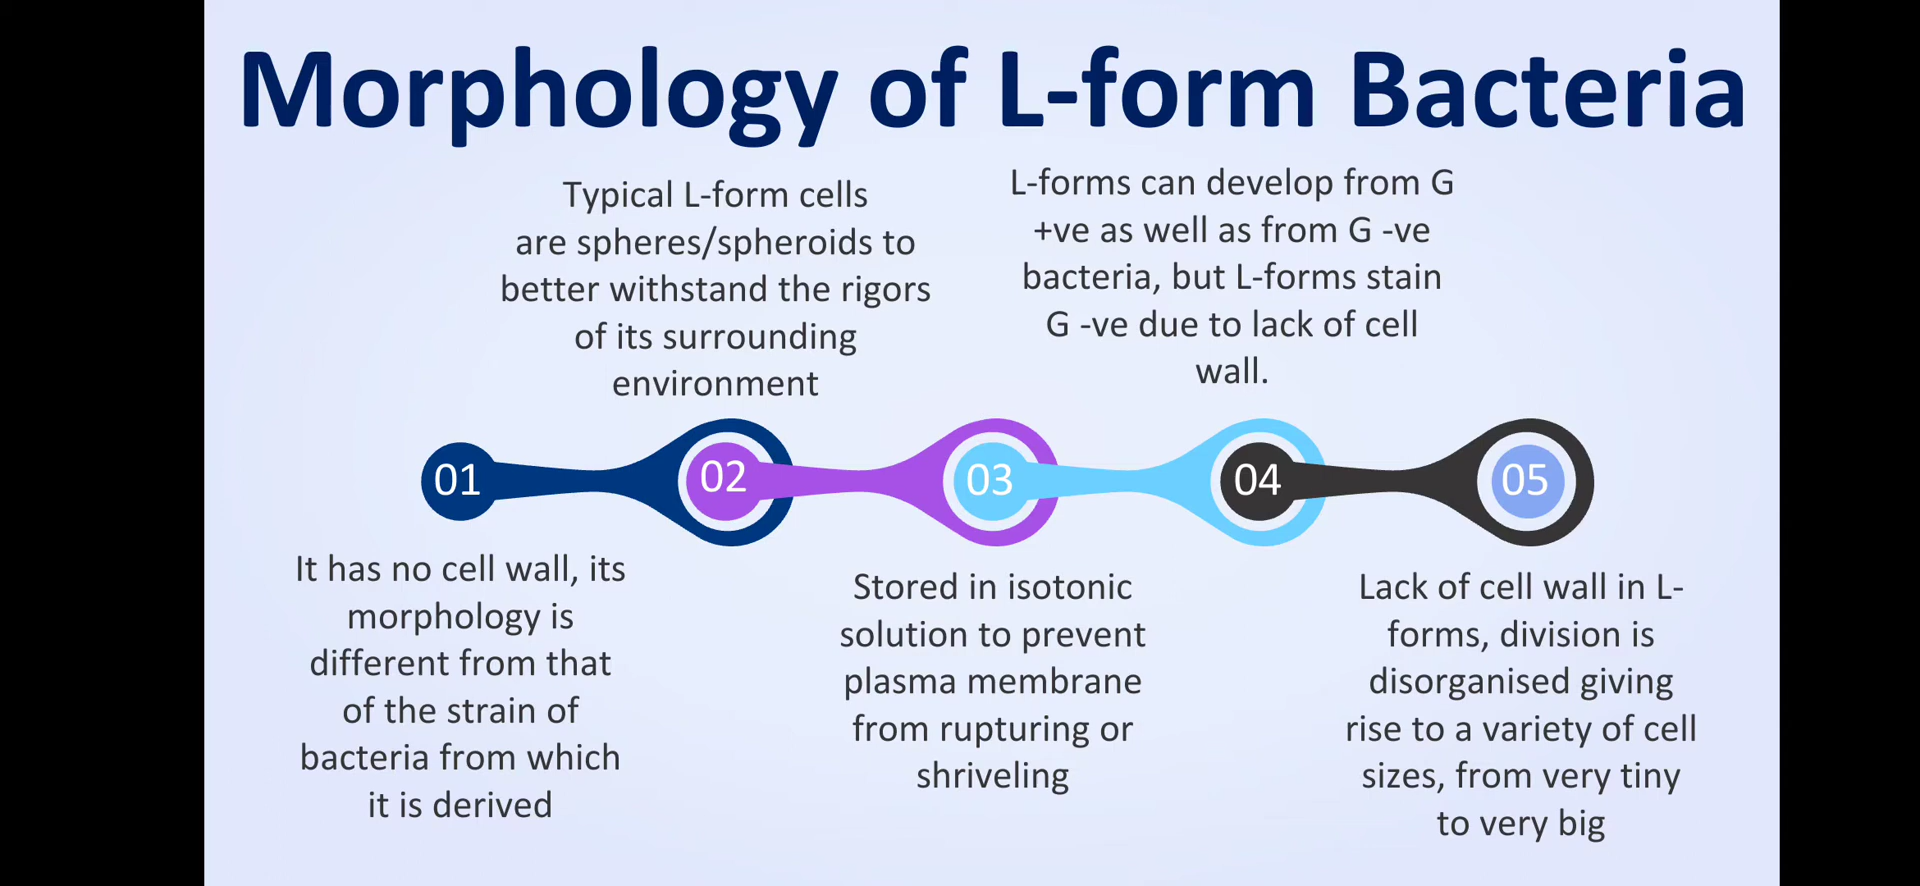 Morphology of L-form Bacteria
01
It has no cell wall, its
morphology is
different from that
of the strain of
bacteria from which
it is derived
02
Typical L-form cells
are spheres/spheroids to
better withstand the rigors
of its surrounding
environment
03
Stored in isotonic
solution to prevent
plasma membrane
from rupturing or
shriveling
04
L-forms can develop from G
+ve as well as from G -ve
bacteria, but L-forms stain
G -ve due to lack of cell
wall.
05
Lack of cell wall in L-
forms, division is
disorganised giving
rise to a variety of cell
sizes, from very tiny
to very big